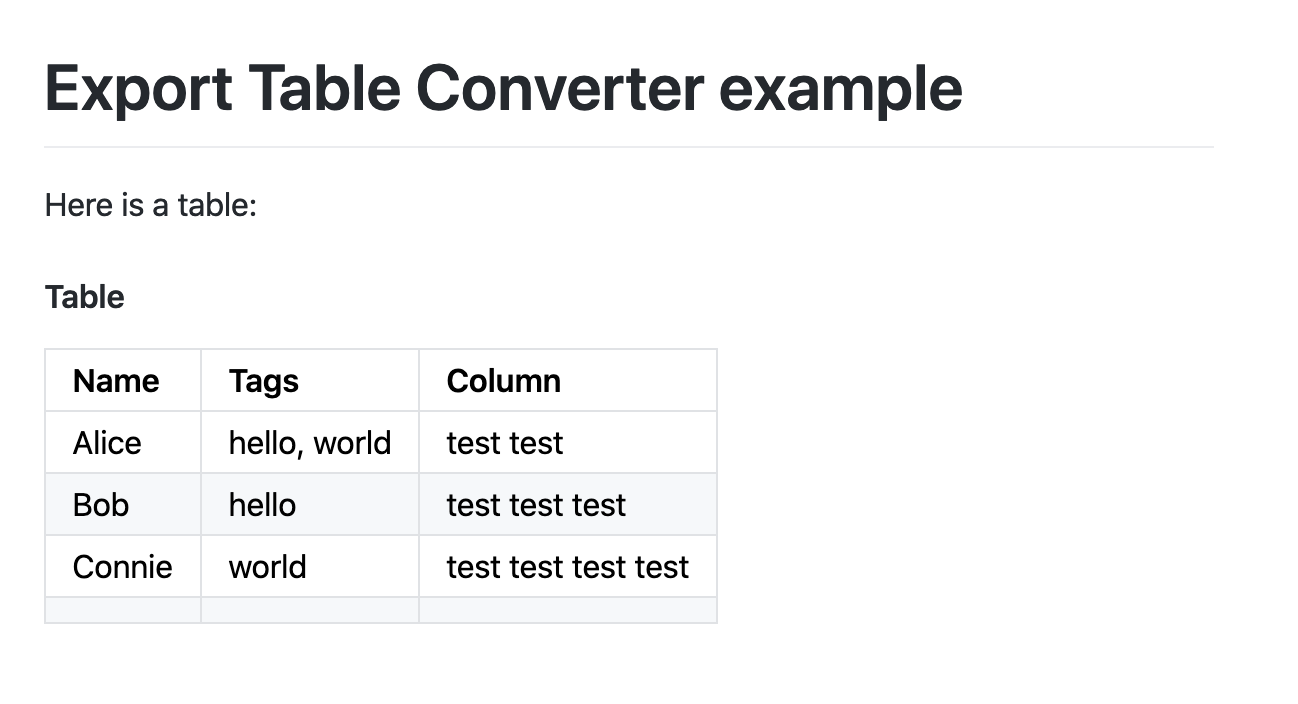 Export Table Converter example
Here is a table:
Table
Name Tags Column
Alice hello, world test test
Bob hello test test test
Connie world test test test test